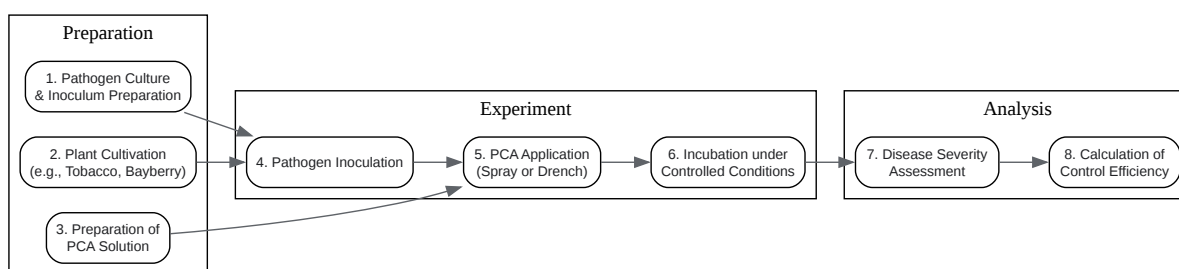 Preparation
1. Pathogen Culture
& Inoculum Preparation
2. Plant Cultivation
(e.g., Tobacco, Bayberry)
3. Preparation of
PCA Solution
Experiment
4. Pathogen Inoculation
5. PCA Application
(Spray or Drench)
6. Incubation under
Controlled Conditions
Analysis
7. Disease Severity
Assessment
8. Calculation of
Control Efficiency